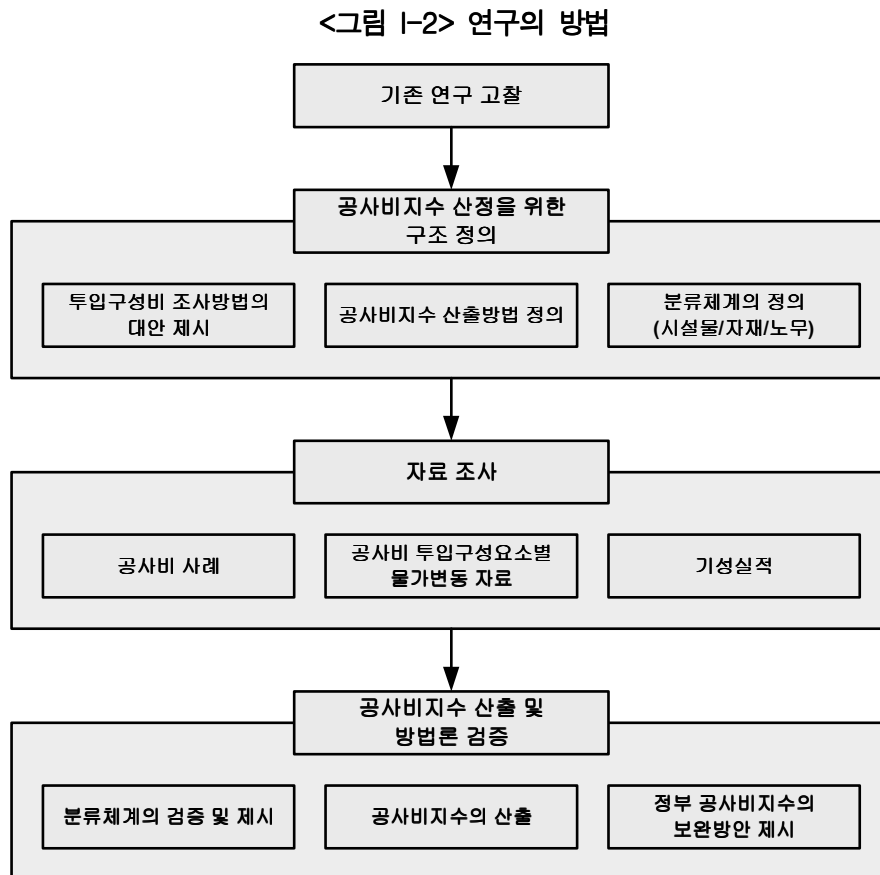 <그림 Ⅰ-2> 연구의 방법
기존 연구 고찰
공사비지수 산정을 위한
구조 정의
투입구성비 조사방법의
대안 제시
공사비지수 산출방법 정의
분류체계의 정의
(시설물/자재/노무)
자료 조사
공사비 사례
공사비 투입구성요소별
물가변동 자료
기성실적
공사비지수 산출 및
방법론 검증
분류체계의 검증 및 제시
공사비지수의 산출
정부 공사비지수의
보완방안 제시